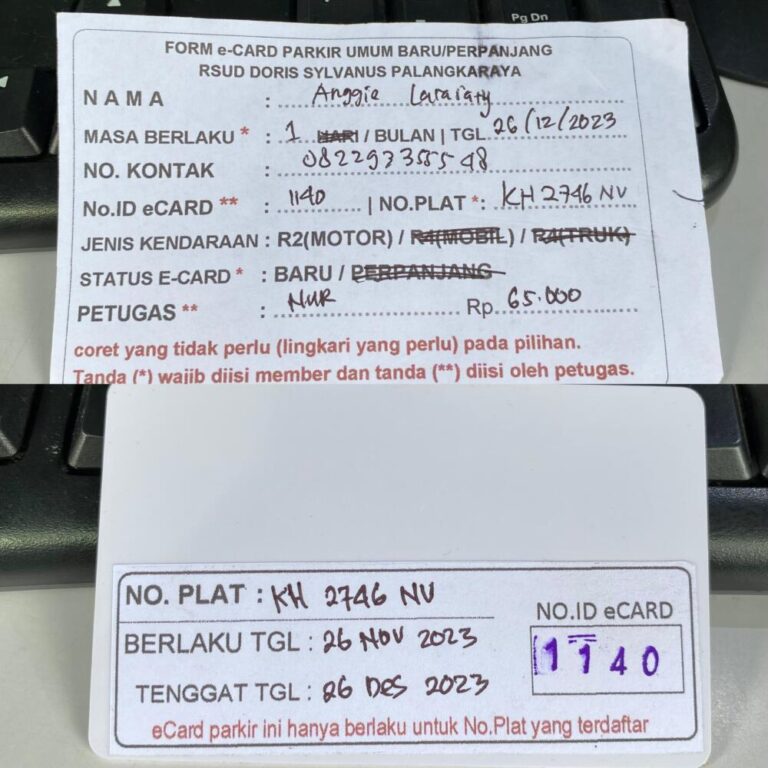 Pg Dn
FORM e-CARD PARKIR UMUM BARU/PERPANJANG
RSUD DORIS SYLVANUS PALANGKARAYA
NAMA : Anggie
MASA BERLAKU * : 1 HARI / BULAN | TGL 26/12/2023
NO. KONTAK :
No.ID eCARD ** : 1140 | NO.PLAT *: KH 2746 NV
JENIS KENDARAAN : R2(MOTOR) / R4(MOBIL) / R4(TRUK)
STATUS E-CARD * : BARU / PERPANJANG
PETUGAS ** : NUR Rp. 65.000
coret yang tidak perlu (lingkari yang perlu) pada pilihan.
Tanda (*) wajib diisi member dan tanda (**) diisi oleh petugas.
NO. PLAT : KH 2746 NV
NO.ID eCARD
BERLAKU TGL : 26 NOV 2023
1140
TENGGAT TGL : 26 DES 2023
eCard parkir ini hanya berlaku untuk No.Plat yang terdaftar